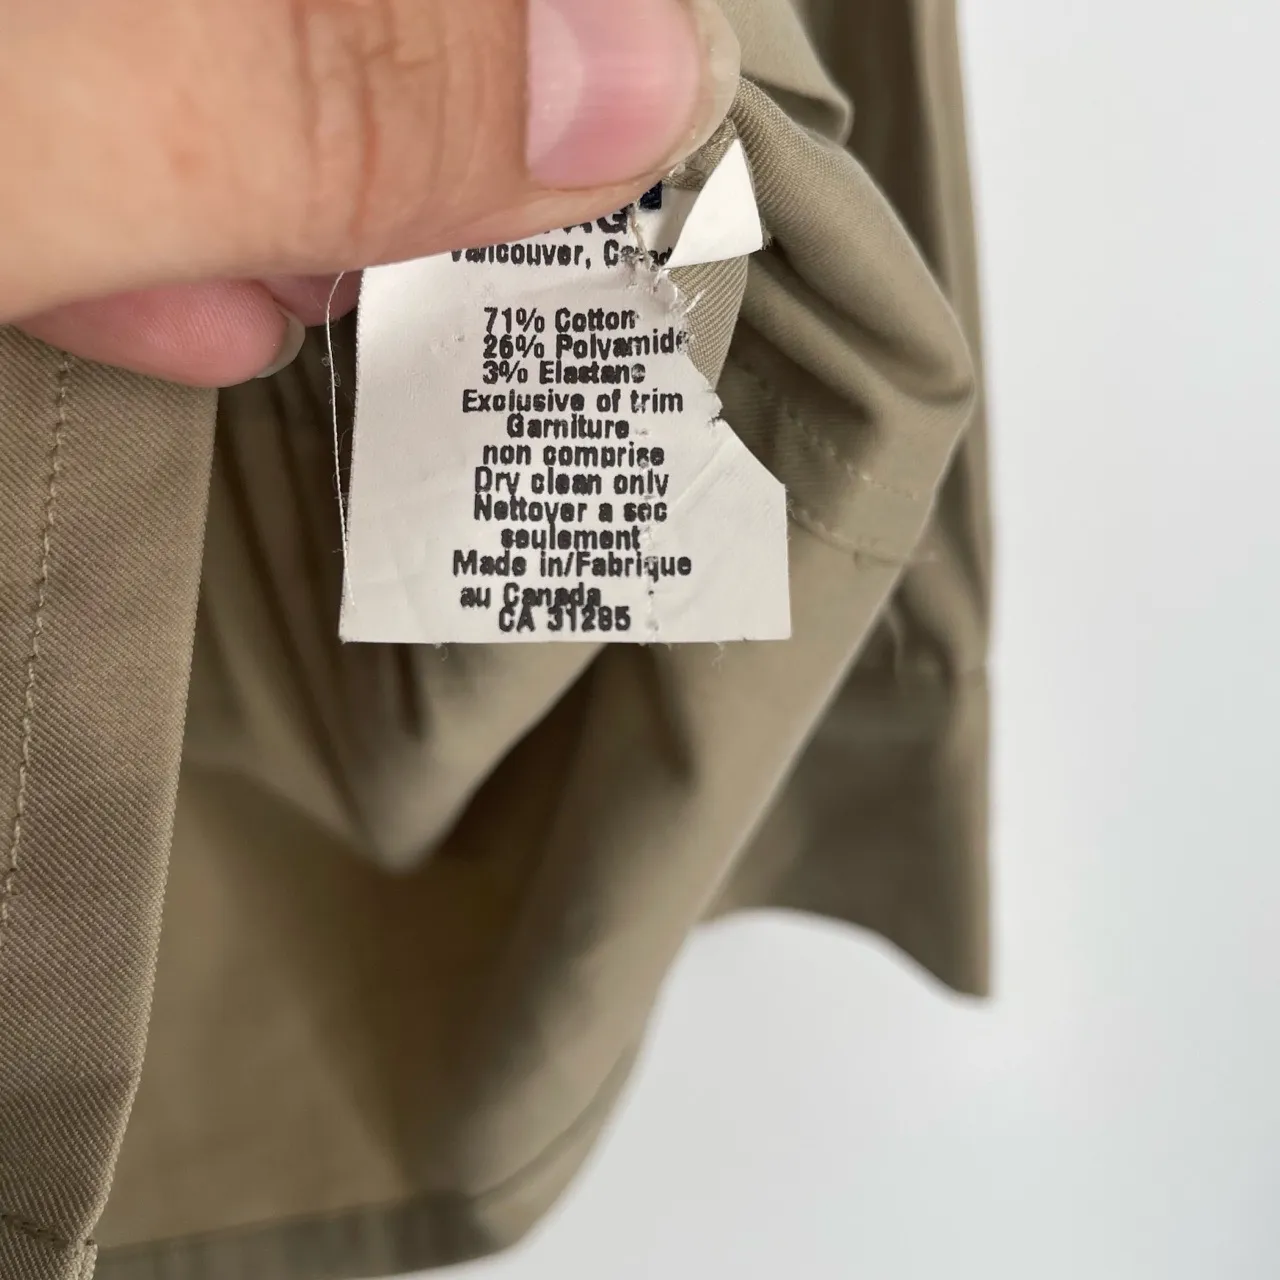 Vancouver, Canad
71% Cotton
26% Polyamide
3% Elastane
Exclusive of trim
Garniture
non comprise
Dry clean only
Nettoyer a sec
seulement
Made in/Fabrique
au Canada
CA 31285